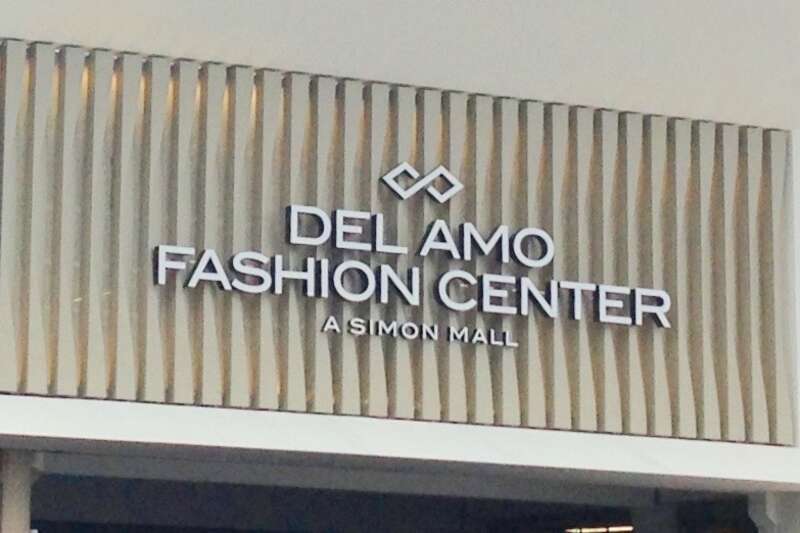 DEL AMO
FASHION CENTER
A SIMON MALL